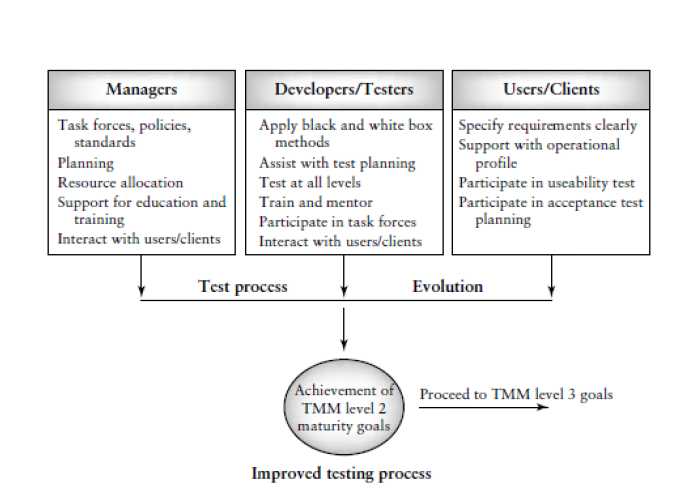 Managers
Task forces, policies,
standards
Planning
Resource allocation
Support for education and
training
Interact with users/clients
Developers/Testers
Apply black and white box
methods
Assist with test planning
Test at all levels
Train and mentor
Participate in task forces
Interact with users/clients
Users/Clients
Specify requirements clearly
Support with operational
profile
Participate in useability test
Participate in acceptance test
planning
Test process
Evolution
Achievement of
TMM level 2
maturity goals
Proceed to TMM level 3 goals
Improved testing process